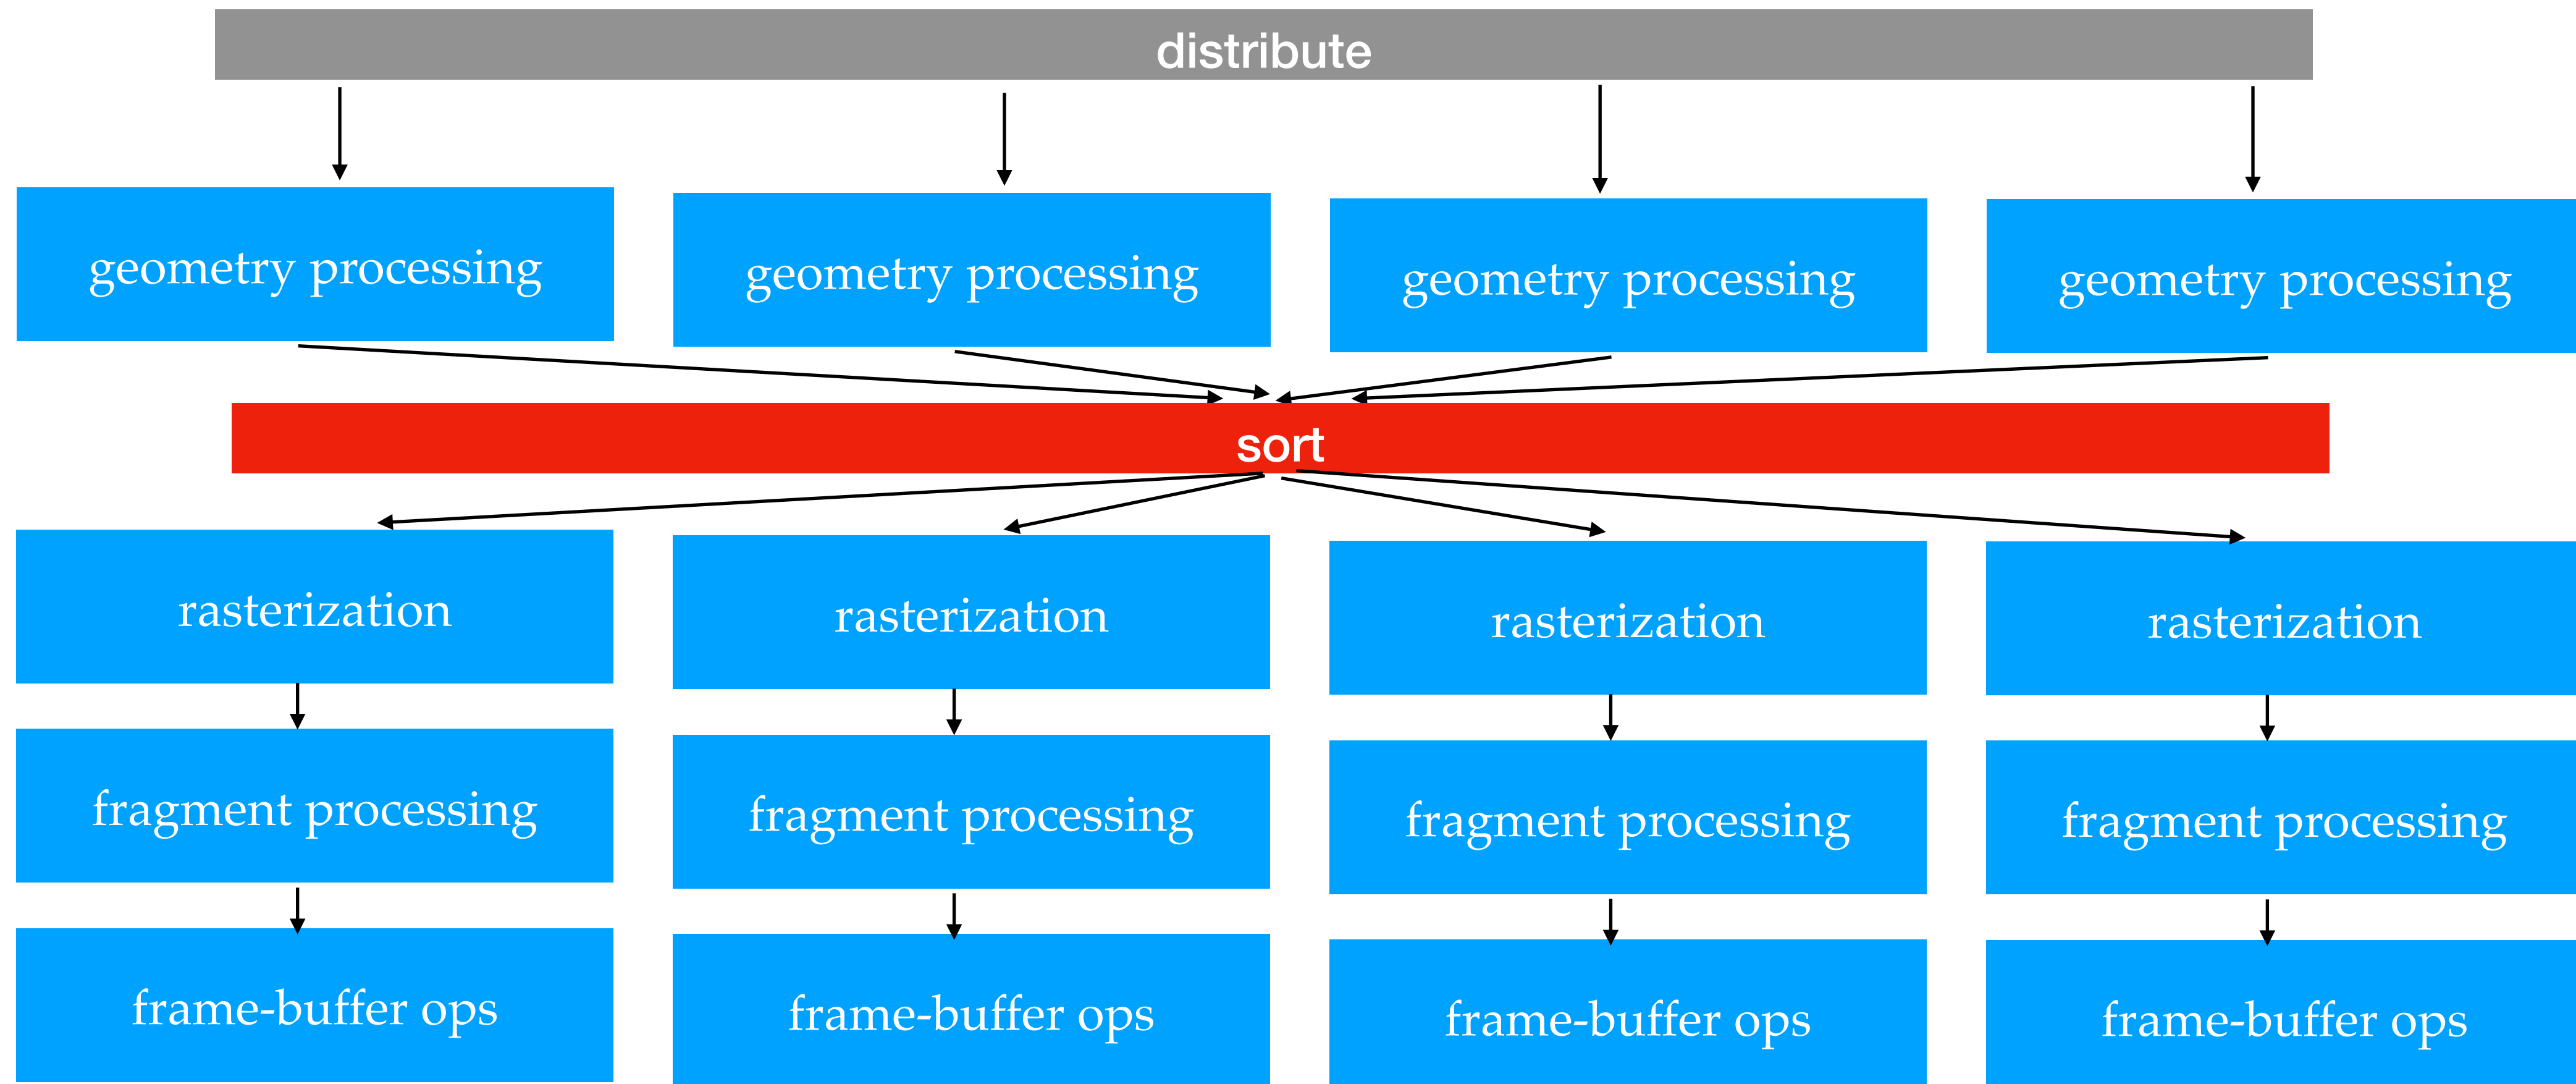 distribute
geometry processing
geometry processing
geometry processing
geometry processing
sort
rasterization
rasterization
rasterization
rasterization
fragment processing
fragment processing
fragment processing
fragment processing
frame-buffer ops
frame-buffer ops
frame-buffer ops
frame-buffer ops